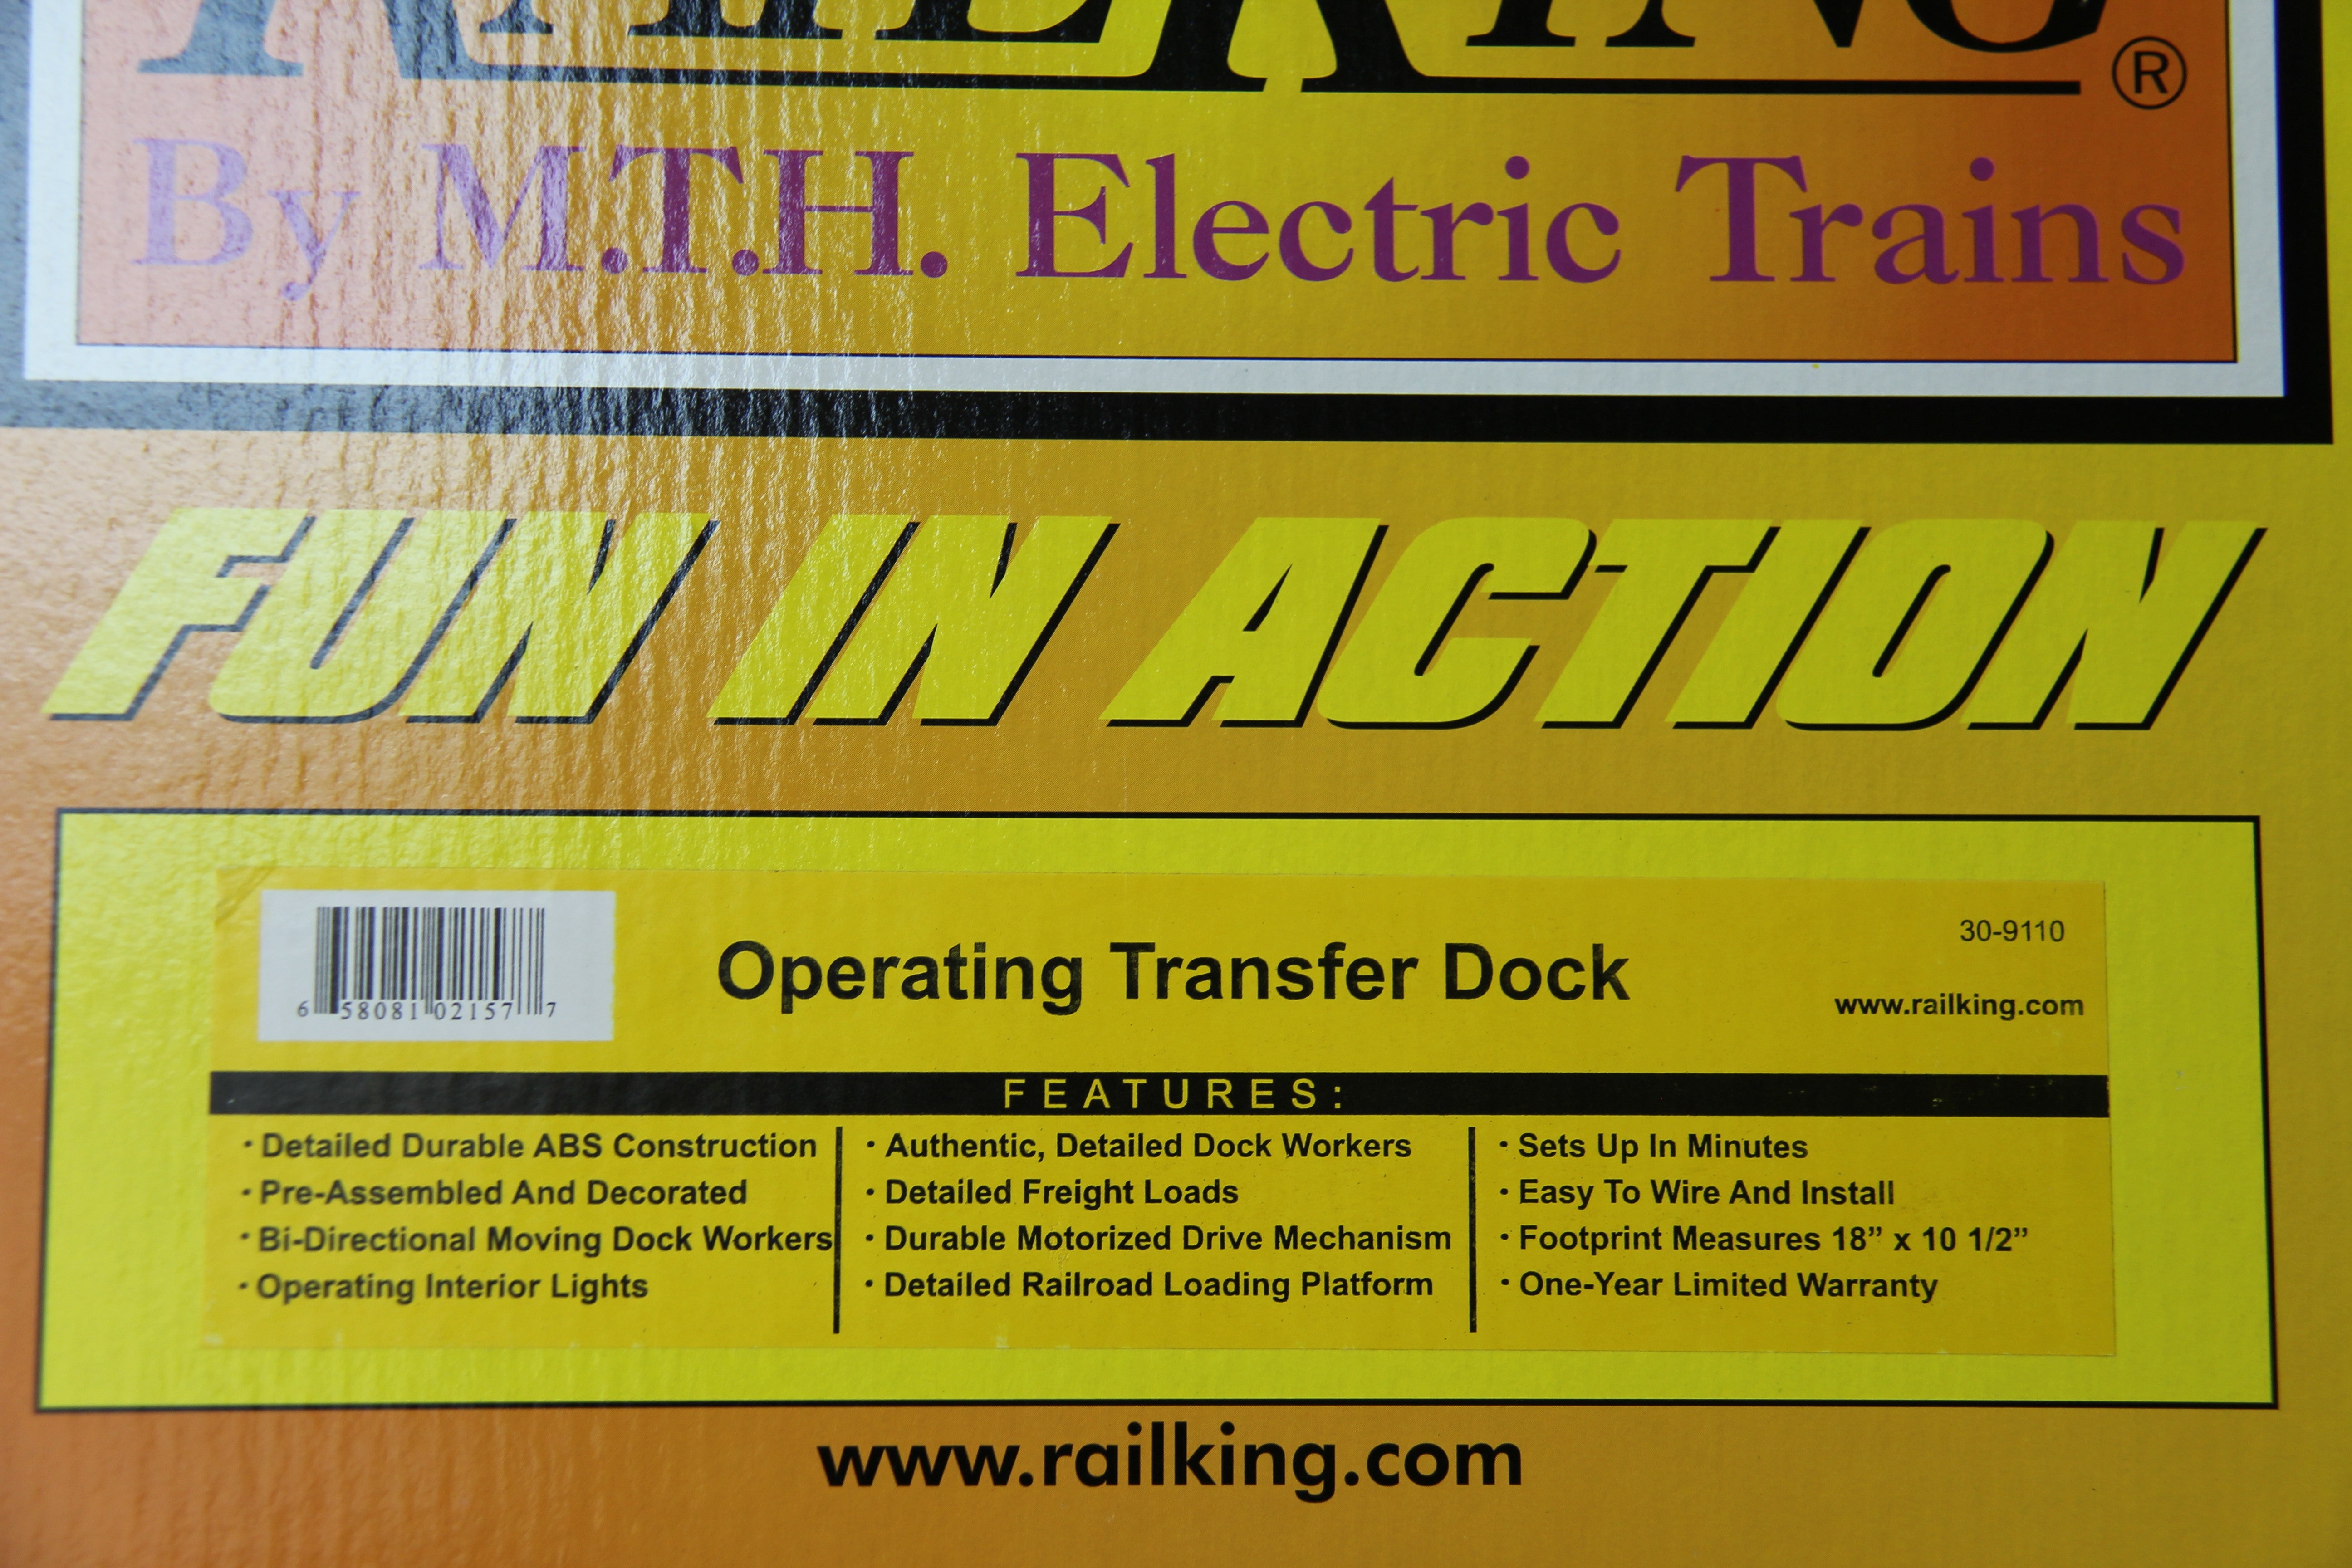 RAILKING®
By M.T.H. Electric Trains
FUN IN ACTION
6 58081 02157 7
Operating Transfer Dock
30-9110
www.railking.com
FEATURES:
· Detailed Durable ABS Construction
· Pre-Assembled And Decorated
· Bi-Directional Moving Dock Workers
· Operating Interior Lights
· Authentic, Detailed Dock Workers
· Detailed Freight Loads
· Durable Motorized Drive Mechanism
· Detailed Railroad Loading Platform
· Sets Up In Minutes
· Easy To Wire And Install
· Footprint Measures 18” x 10 1/2”
· One-Year Limited Warranty
www.railking.com